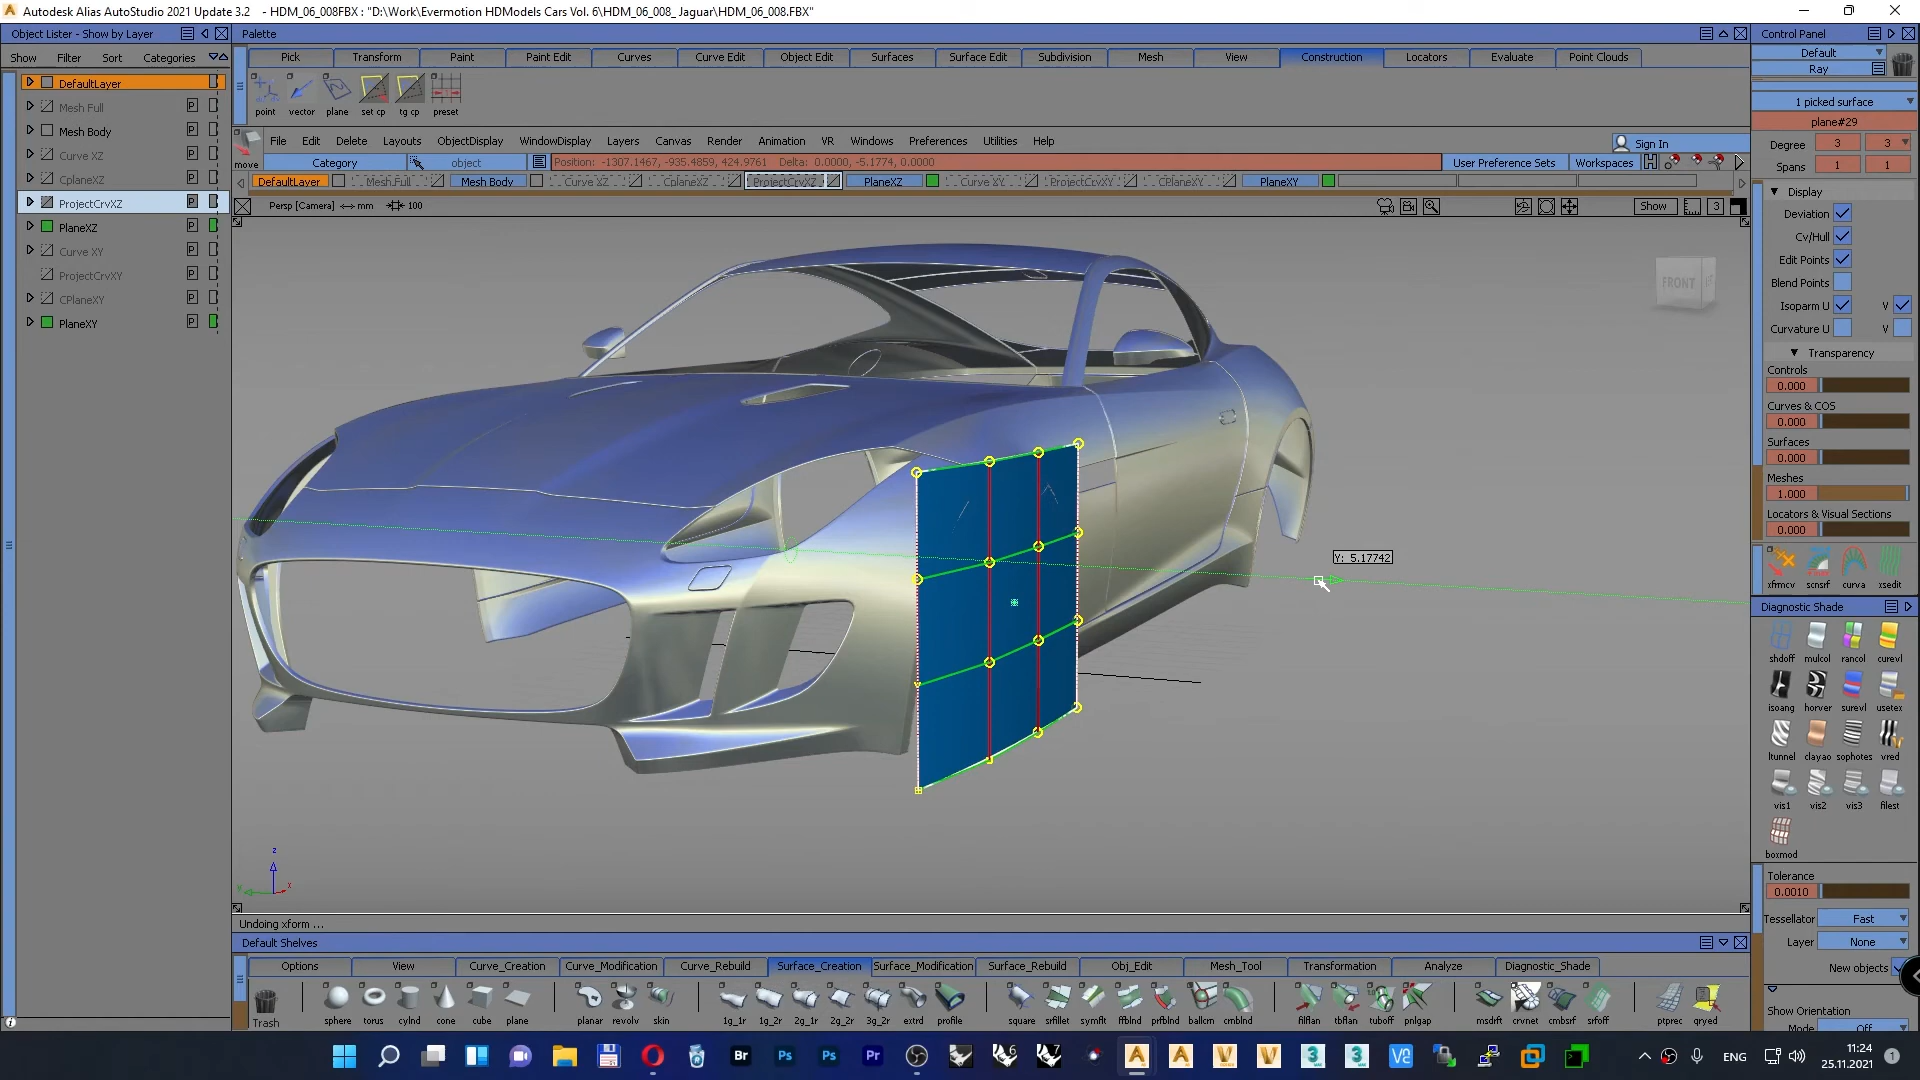 Autodesk Alias AutoStudio 2021 Update 3.2   - HDM_06_008FBX : "D:\Work\Evermotion HDModels Cars Vol. 6\HDM_06_008_ Jaguar\HDM_06_008.FBX"
Object Lister - Show by Layer
Palette
Control Panel
Show Filter Sort Categories
Pick Transform Paint Paint Edit Curves Curve Edit Object Edit Surfaces Surface Edit Subdivision Mesh View Construction Locators Evaluate Point Clouds
Default
Ray
DefaultLayer
Mesh Full
Mesh Body
Curve XZ
CplaneXZ
ProjectCrvXZ
PlaneXZ
Curve XY
ProjectCrvXY
CPlaneXY
PlaneXY
point vector plane set cp tg cp preset
File Edit Delete Layouts ObjectDisplay WindowDisplay Layers Canvas Render Animation VR Windows Preferences Utilities Help
Sign In
move
Category object Position: -1307.1467, -935.4859, 424.9761 Delta: 0.0000, -5.1774, 0.0000 User Preference Sets Workspaces
DefaultLayer Mesh Full Mesh Body Curve XZ CplaneXZ ProjectCrvXZ PlaneXZ Curve XY ProjectCrvXY CPlaneXY PlaneXY
Persp [Camera] mm 100
Show 3
FRONT
Y: 5.17742
z
x
1 picked surface
plane#29
Degree 3 3
Spans 1 1
Display
Deviation
Cv/Hull
Edit Points
Blend Points
Isoparm U V
Curvature U V
Transparency
Controls
0.000
Curves & COS
0.000
Surfaces
0.000
Meshes
1.000
Locators & Visual Sections
0.000
xfrmcv scnsrf curva xsedit
Diagnostic Shade
shdoff mulcol rancol curevl
isoang horver surevl usetex
ltunnel clayao sophotes vred
vis1 vis2 vis3 filest
boxmod
Tolerance
0.0010
Tessellator Fast
Layer None
New objects
Show Orientation
Mode Off
Undoing xform ...
Default Shelves
Options View Curve_Creation Curve_Modification Curve_Rebuild Surface_Creation Surface_Modification Surface_Rebuild Obj_Edit Mesh_Tool Transformation Analyze Diagnostic_Shade
Trash sphere torus cylnd cone cube plane planar revolv skin 1g_1r 1g_2r 2g_1r 2g_2r 3g_2r extrd profile square srfillet symflt ffblnd prfblnd ballcrn cmblnd filflan tbflan tuboff pnlgap msdrft crvnet cmbsrf srfoff ptprec qryed
Br Ps Ps Pr ENG
11:24
25.11.2021
1